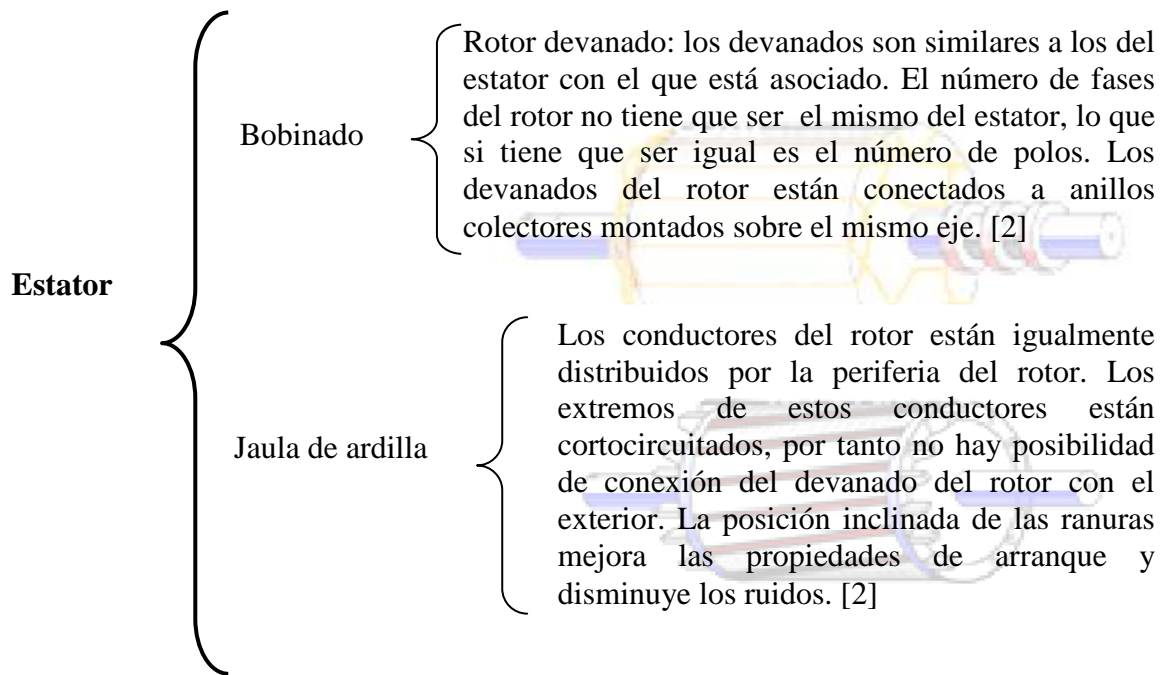 Rotor devanado: los devanados son similares a los del
estator con el que está asociado. El número de fases
del rotor no tiene que ser el mismo del estator, lo que
si tiene que ser igual es el número de polos. Los
devanados del rotor están conectados a anillos
colectores montados sobre el mismo eje. [2]
Bobinado
Estator
Los conductores del rotor están igualmente
distribuidos por la periferia del rotor. Los
extremos de estos conductores están
cortocircuitados, por tanto no hay posibilidad
de conexión del devanado del rotor con el
exterior. La posición inclinada de las ranuras
mejora las propiedades de arranque y
disminuye los ruidos. [2]
Jaula de ardilla